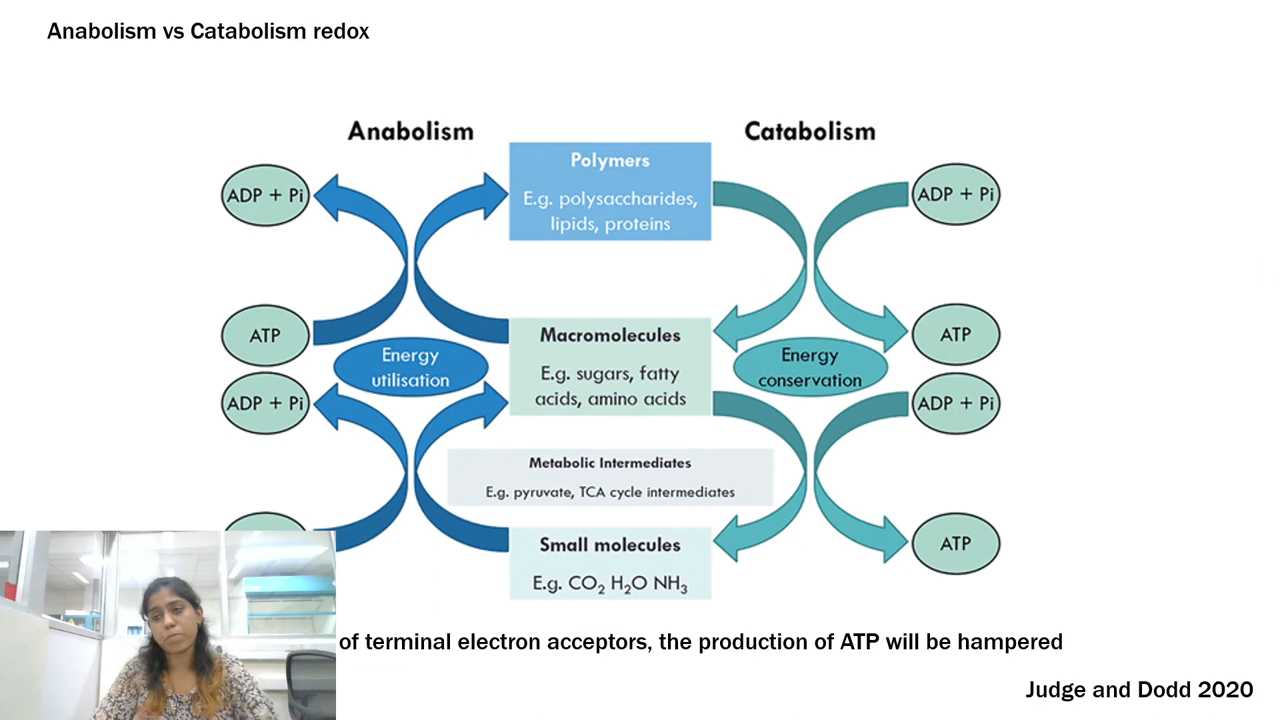 Anabolism vs Catabolism redox
Anabolism
Catabolism
Polymers
E.g. polysaccharides,
lipids, proteins
ADP + Pi
ADP + Pi
ATP
ATP
Macromolecules
E.g. sugars, fatty
acids, amino acids
Energy
utilisation
Energy
conservation
ADP + Pi
ADP + Pi
Metabolic Intermediates
E.g. pyruvate, TCA cycle intermediates
Small molecules
E.g. CO₂ H₂O NH₃
ATP
of terminal electron acceptors, the production of ATP will be hampered
Judge and Dodd 2020